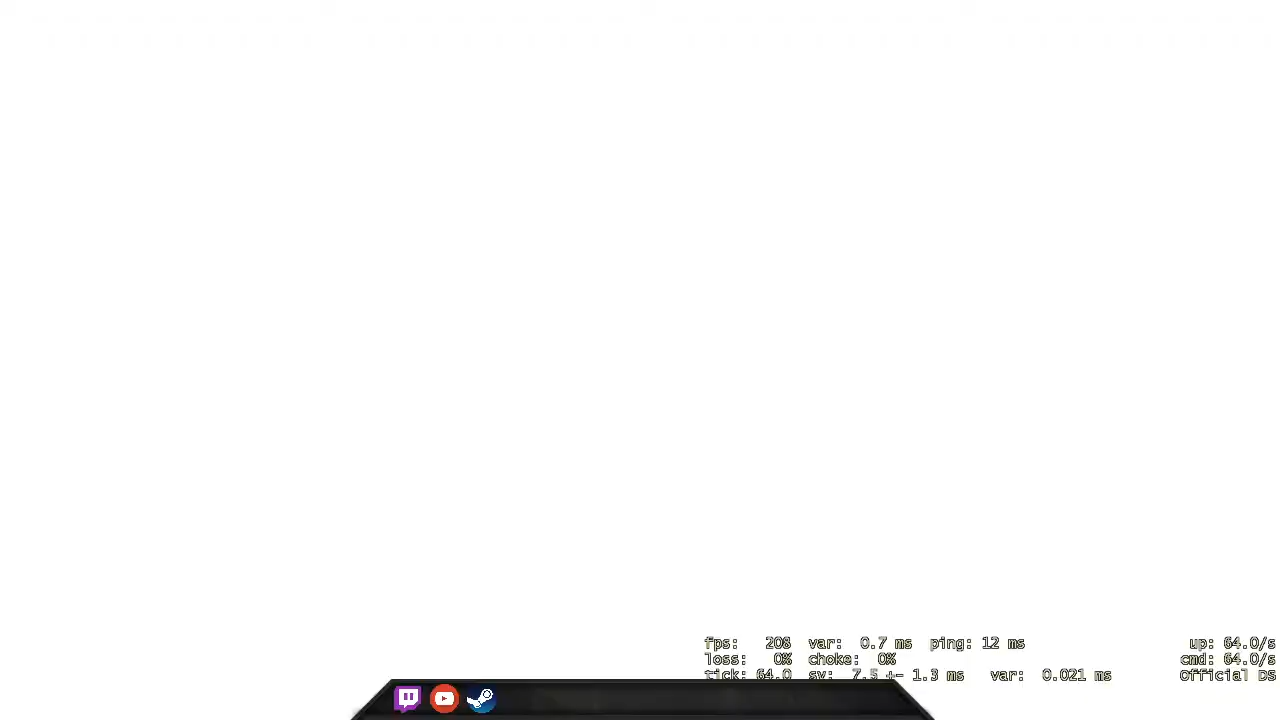 fps: 208 var: 0.7 ms ping: 12 ms up: 64.0/s
loss: 0% choke: 0% cmd: 64.0/s
tick: 64.0 sv: 7.5 +- 1.3 ms var: 0.021 ms Official DS